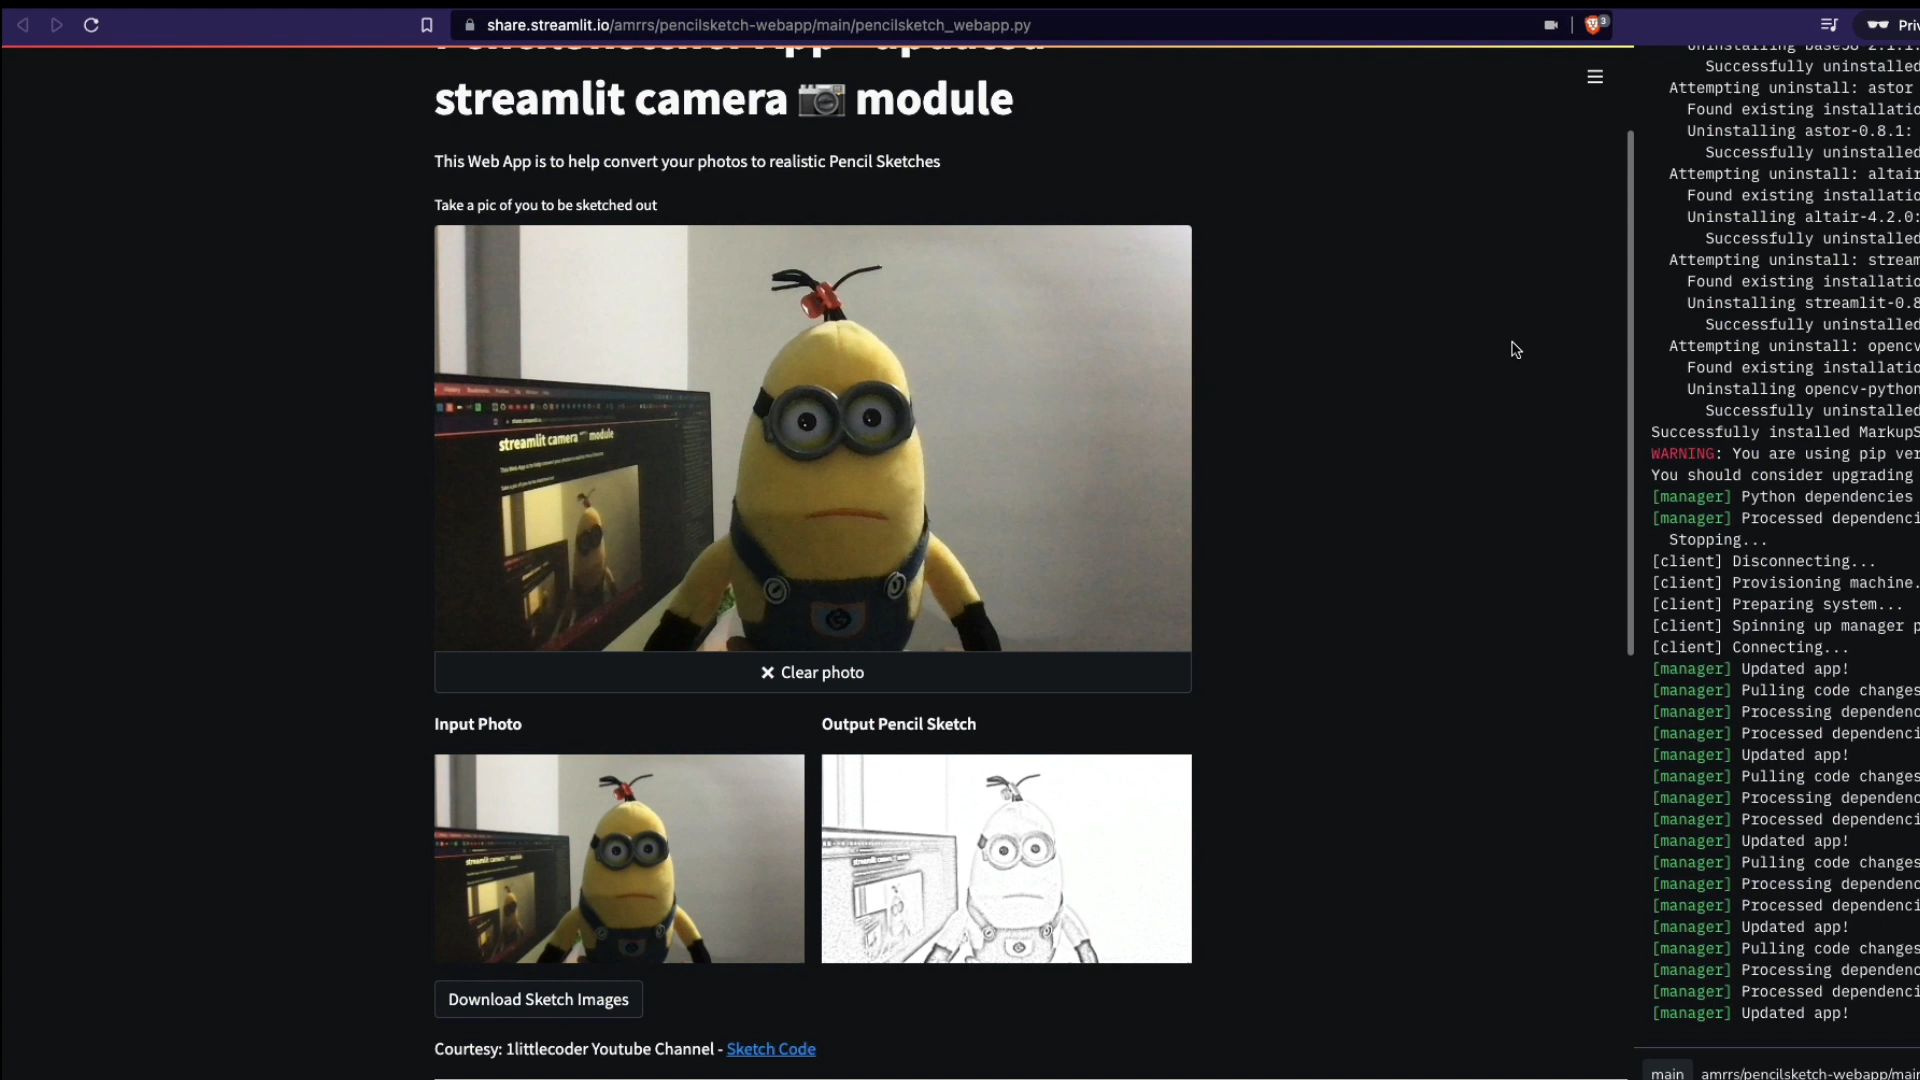 share.streamlit.io/amrrs/pencilsketch-webapp/main/pencilsketch_webapp.py
3
streamlit camera 📷 module
This Web App is to help convert your photos to realistic Pencil Sketches
Take a pic of you to be sketched out
streamlit camera module
✕ Clear photo
Input Photo
Output Pencil Sketch
Download Sketch Images
Courtesy: 1littlecoder Youtube Channel - Sketch Code
Successfully uninstalled
Attempting uninstall: astor
Found existing installatio
Uninstalling astor-0.8.1:
Successfully uninstalled
Attempting uninstall: altair
Found existing installatio
Uninstalling altair-4.2.0:
Successfully uninstalled
Attempting uninstall: stream
Found existing installatio
Uninstalling streamlit-0.8
Successfully uninstalled
Attempting uninstall: opencv
Found existing installatio
Uninstalling opencv-python
Successfully uninstalled
Successfully installed MarkupS
WARNING: You are using pip ver
You should consider upgrading
[manager] Python dependencies
[manager] Processed dependenci
Stopping...
[client] Disconnecting...
[client] Provisioning machine.
[client] Preparing system...
[client] Spinning up manager p
[client] Connecting...
[manager] Updated app!
[manager] Pulling code changes
[manager] Processing dependenc
[manager] Processed dependenci
[manager] Updated app!
[manager] Pulling code changes
[manager] Processing dependenc
[manager] Processed dependenci
[manager] Updated app!
[manager] Pulling code changes
[manager] Processing dependenc
[manager] Processed dependenci
[manager] Updated app!
[manager] Pulling code changes
[manager] Processing dependenc
[manager] Processed dependenci
[manager] Updated app!
main amrrs/pencilsketch-webapp/main